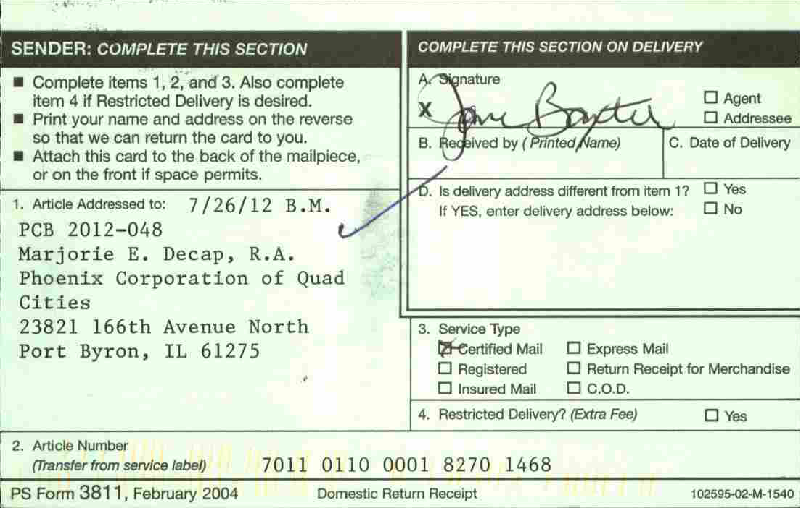 SENDER: COMPLETE THIS SECTION
■ Complete items 1, 2, and 3. Also complete
item 4 if Restricted Delivery is desired.
■ Print your name and address on the reverse
so that we can return the card to you.
■ Attach this card to the back of the mailpiece,
or on the front if space permits.
1. Article Addressed to: 7/26/12 B.M.
PCB 2012-048
Marjorie E. Decap, R.A.
Phoenix Corporation of Quad
Cities
23821 166th Avenue North
Port Byron, IL 61275
COMPLETE THIS SECTION ON DELIVERY
A. Signature
X Jane Baxter
☐ Agent
☐ Addressee
B. Received by (Printed Name)
C. Date of Delivery
D. Is delivery address different from item 1? ☐ Yes
If YES, enter delivery address below: ☐ No
3. Service Type
☒ Certified Mail ☐ Express Mail
☐ Registered ☐ Return Receipt for Merchandise
☐ Insured Mail ☐ C.O.D.
4. Restricted Delivery? (Extra Fee) ☐ Yes
2. Article Number
(Transfer from service label) 7011 0110 0001 8270 1468
PS Form 3811, February 2004 Domestic Return Receipt 102595-02-M-1540